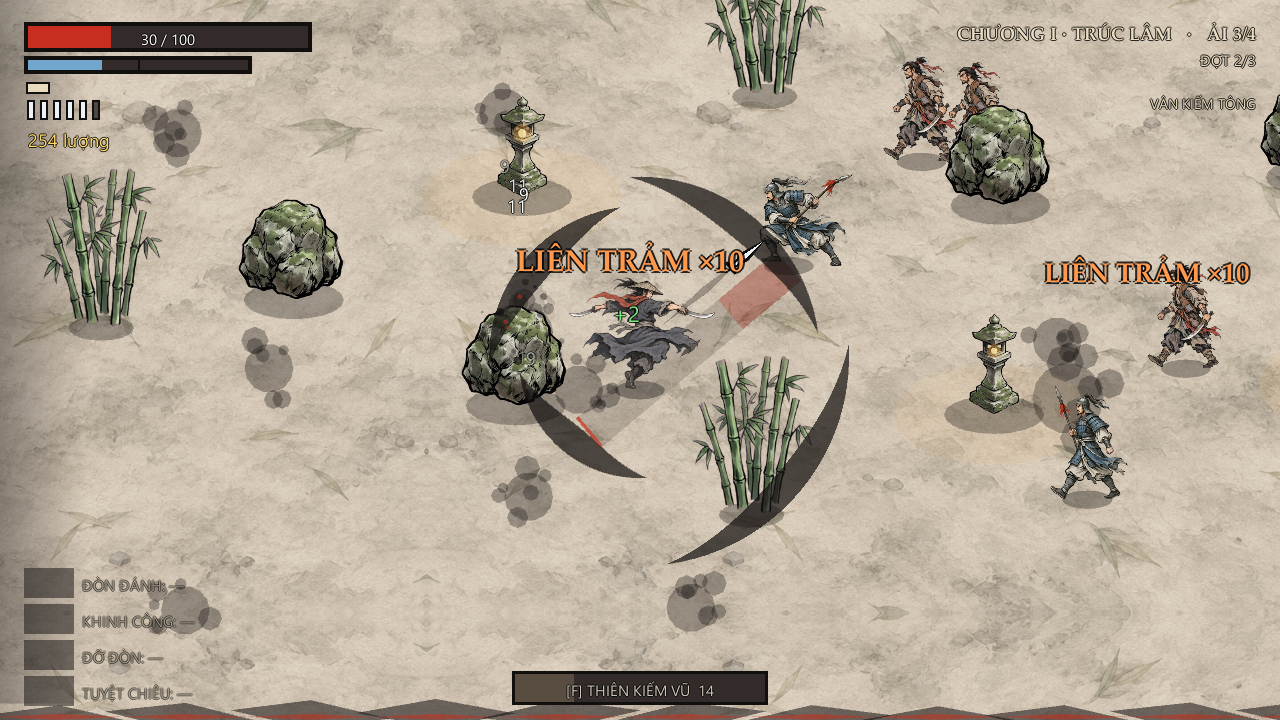 30 / 100
CHƯƠNG I · TRÚC LÂM · ẢI 3/4
ĐỢT 2/3
VÂN KIẾM TÔNG
254 lượng
9
11
9
11
LIÊN TRẢM ×10
LIÊN TRẢM ×10
+2
19
ĐÒN ĐÁNH: —
KHINH CÔNG: —
ĐỠ ĐÒN: —
TUYỆT CHIÊU: —
[F] THIÊN KIẾM VŨ 14